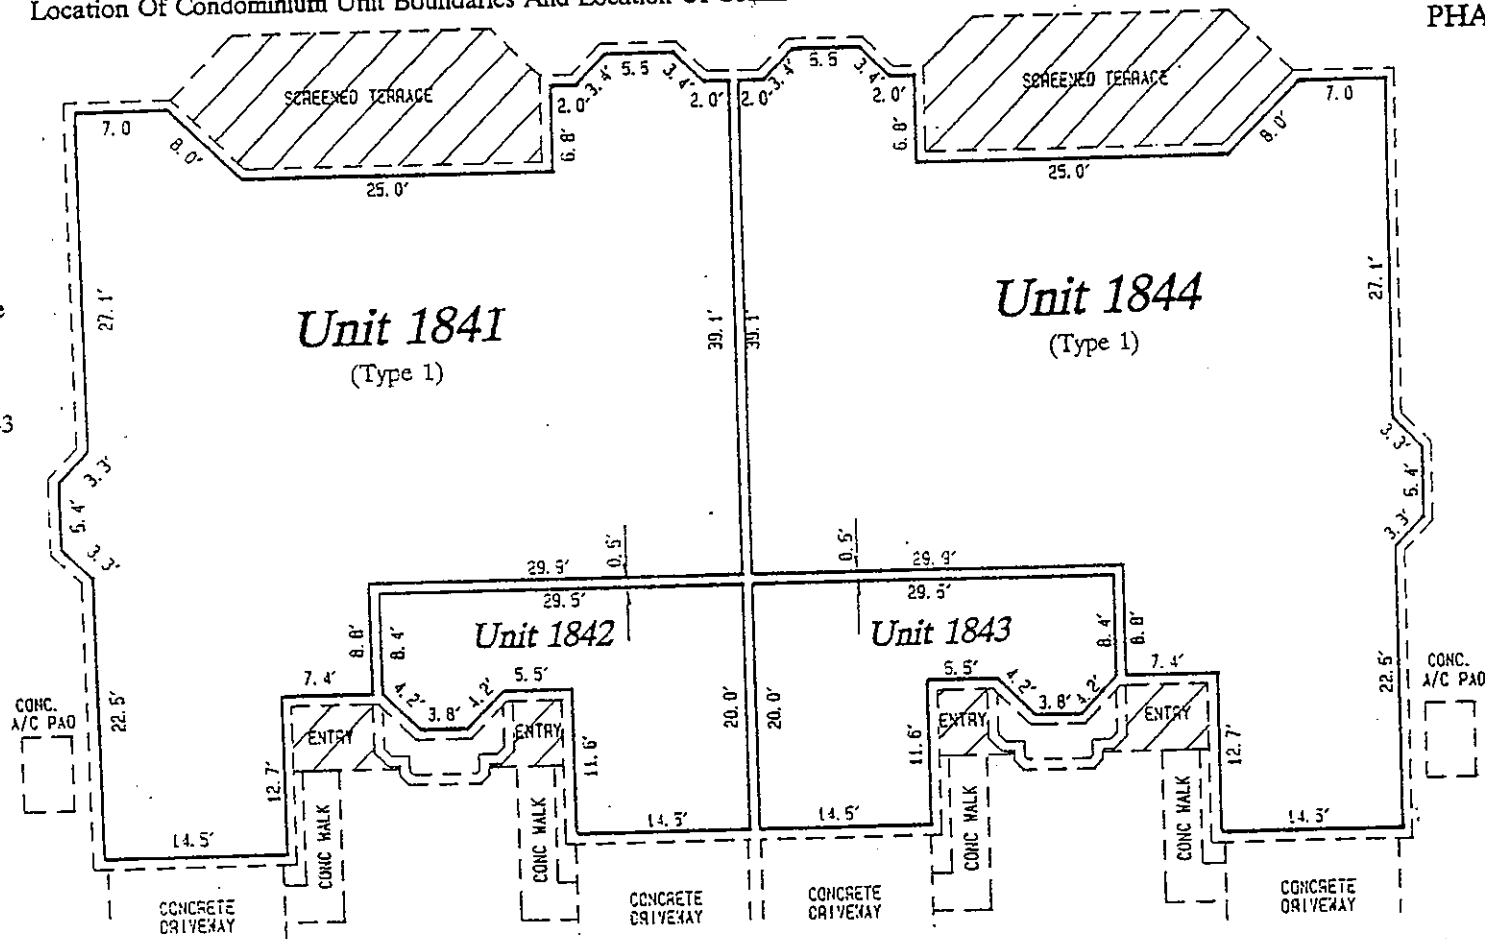 Location Of Condominium Unit Boundaries And Location Of
PHA
SCREENED TERRACE
SCREENED TERRACE
5.5
5.5
3.4'
3.4'
3.4'
3.4'
2.0'
2.0'
2.0'
2.0'
7.0
7.0
8.0'
8.0'
6.8'
6.8'
25.0'
25.0'
27.1'
27.1'
39.1'
39.1'
Unit 1841
(Type 1)
Unit 1844
(Type 1)
e
3
3.3'
3.3'
5.4'
5.4'
3.3'
3.3'
29.9'
0.5'
0.5'
29.9'
29.5'
29.5'
Unit 1842
Unit 1843
8.8'
8.4'
8.4'
8.8'
7.4'
5.5'
5.5'
7.4'
4.2'
4.2'
4.2'
4.2'
3.8'
3.8'
22.5'
22.5'
20.0'
20.0'
CONC.
A/C PAD
CONC.
A/C PAD
ENTRY
ENTRY
ENTRY
ENTRY
12.7'
11.6'
11.6'
12.7'
14.5'
14.5'
14.5'
14.5'
CONC WALK
CONC WALK
CONC WALK
CONC WALK
CONCRETE
DRIVEWAY
CONCRETE
DRIVEWAY
CONCRETE
DRIVEWAY
CONCRETE
DRIVEWAY